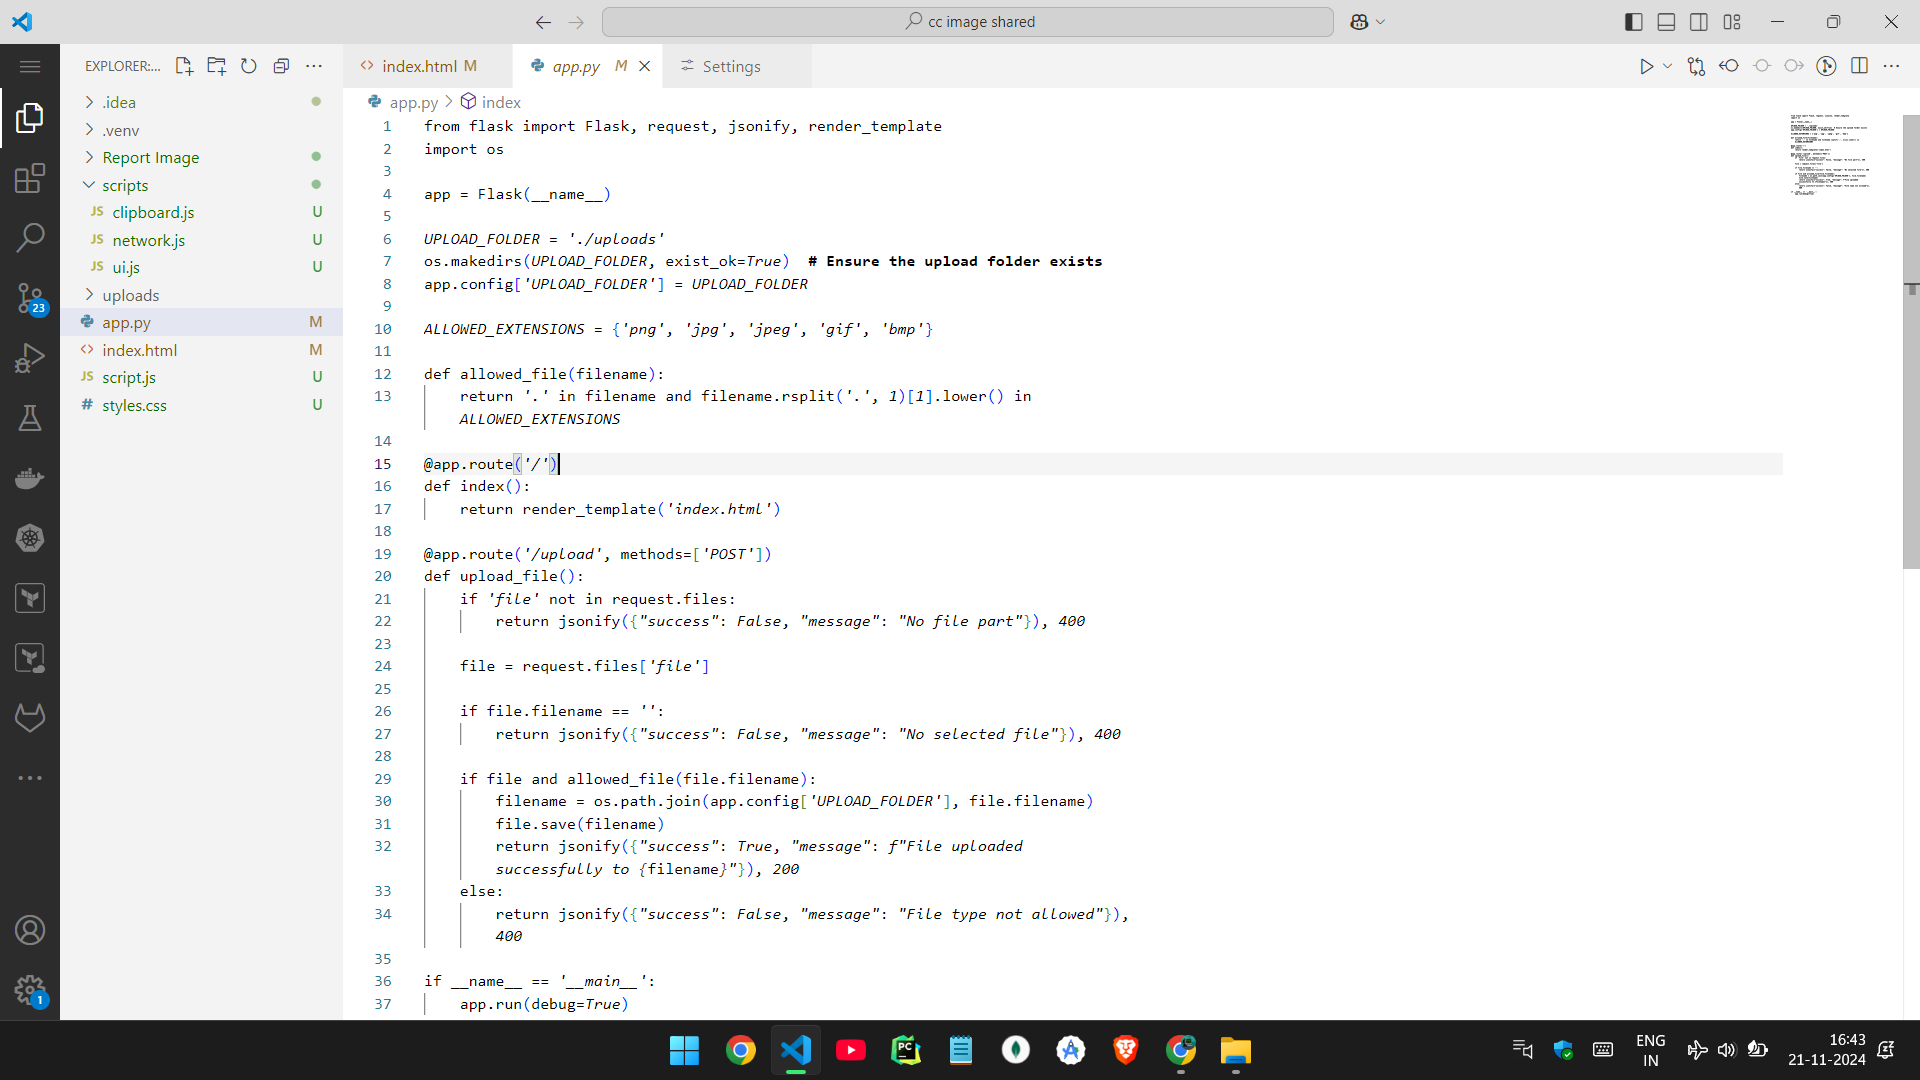 cc image shared
EXPLORER:...
index.html M
app.py M
Settings
app.py > index
.idea
.venv
Report Image
scripts
JS clipboard.js U
JS network.js U
JS ui.js U
uploads
app.py M
index.html M
JS script.js U
# styles.css U
23
1
1 from flask import Flask, request, jsonify, render_template
2 import os
3
4 app = Flask(__name__)
5
6 UPLOAD_FOLDER = './uploads'
7 os.makedirs(UPLOAD_FOLDER, exist_ok=True)  # Ensure the upload folder exists
8 app.config['UPLOAD_FOLDER'] = UPLOAD_FOLDER
9
10 ALLOWED_EXTENSIONS = {'png', 'jpg', 'jpeg', 'gif', 'bmp'}
11
12 def allowed_file(filename):
13     return '.' in filename and filename.rsplit('.', 1)[1].lower() in
ALLOWED_EXTENSIONS
14
15 @app.route('/')
16 def index():
17     return render_template('index.html')
18
19 @app.route('/upload', methods=['POST'])
20 def upload_file():
21     if 'file' not in request.files:
22         return jsonify({"success": False, "message": "No file part"}), 400
23
24     file = request.files['file']
25
26     if file.filename == '':
27         return jsonify({"success": False, "message": "No selected file"}), 400
28
29     if file and allowed_file(file.filename):
30         filename = os.path.join(app.config['UPLOAD_FOLDER'], file.filename)
31         file.save(filename)
32         return jsonify({"success": True, "message": f"File uploaded
successfully to {filename}"}), 200
33     else:
34         return jsonify({"success": False, "message": "File type not allowed"}),
400
35
36 if __name__ == '__main__':
37     app.run(debug=True)
PC
ENG
IN
16:43
21-11-2024